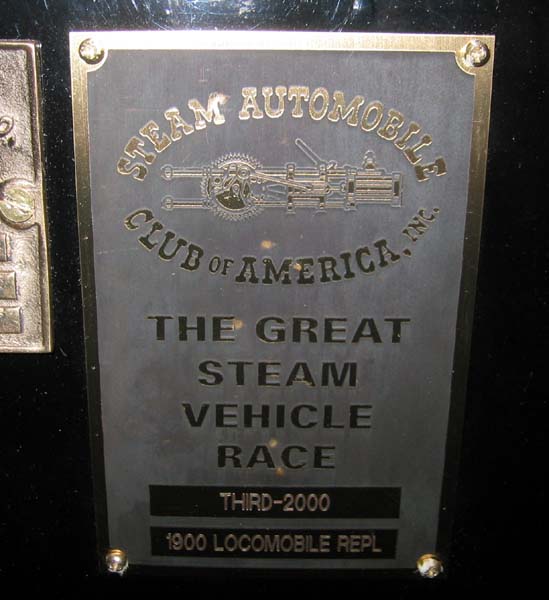 STEAM AUTOMOBILE
CLUB OF AMERICA, INC.
THE GREAT
STEAM
VEHICLE
RACE
THIRD-2000
1900 LOCOMOBILE REPL